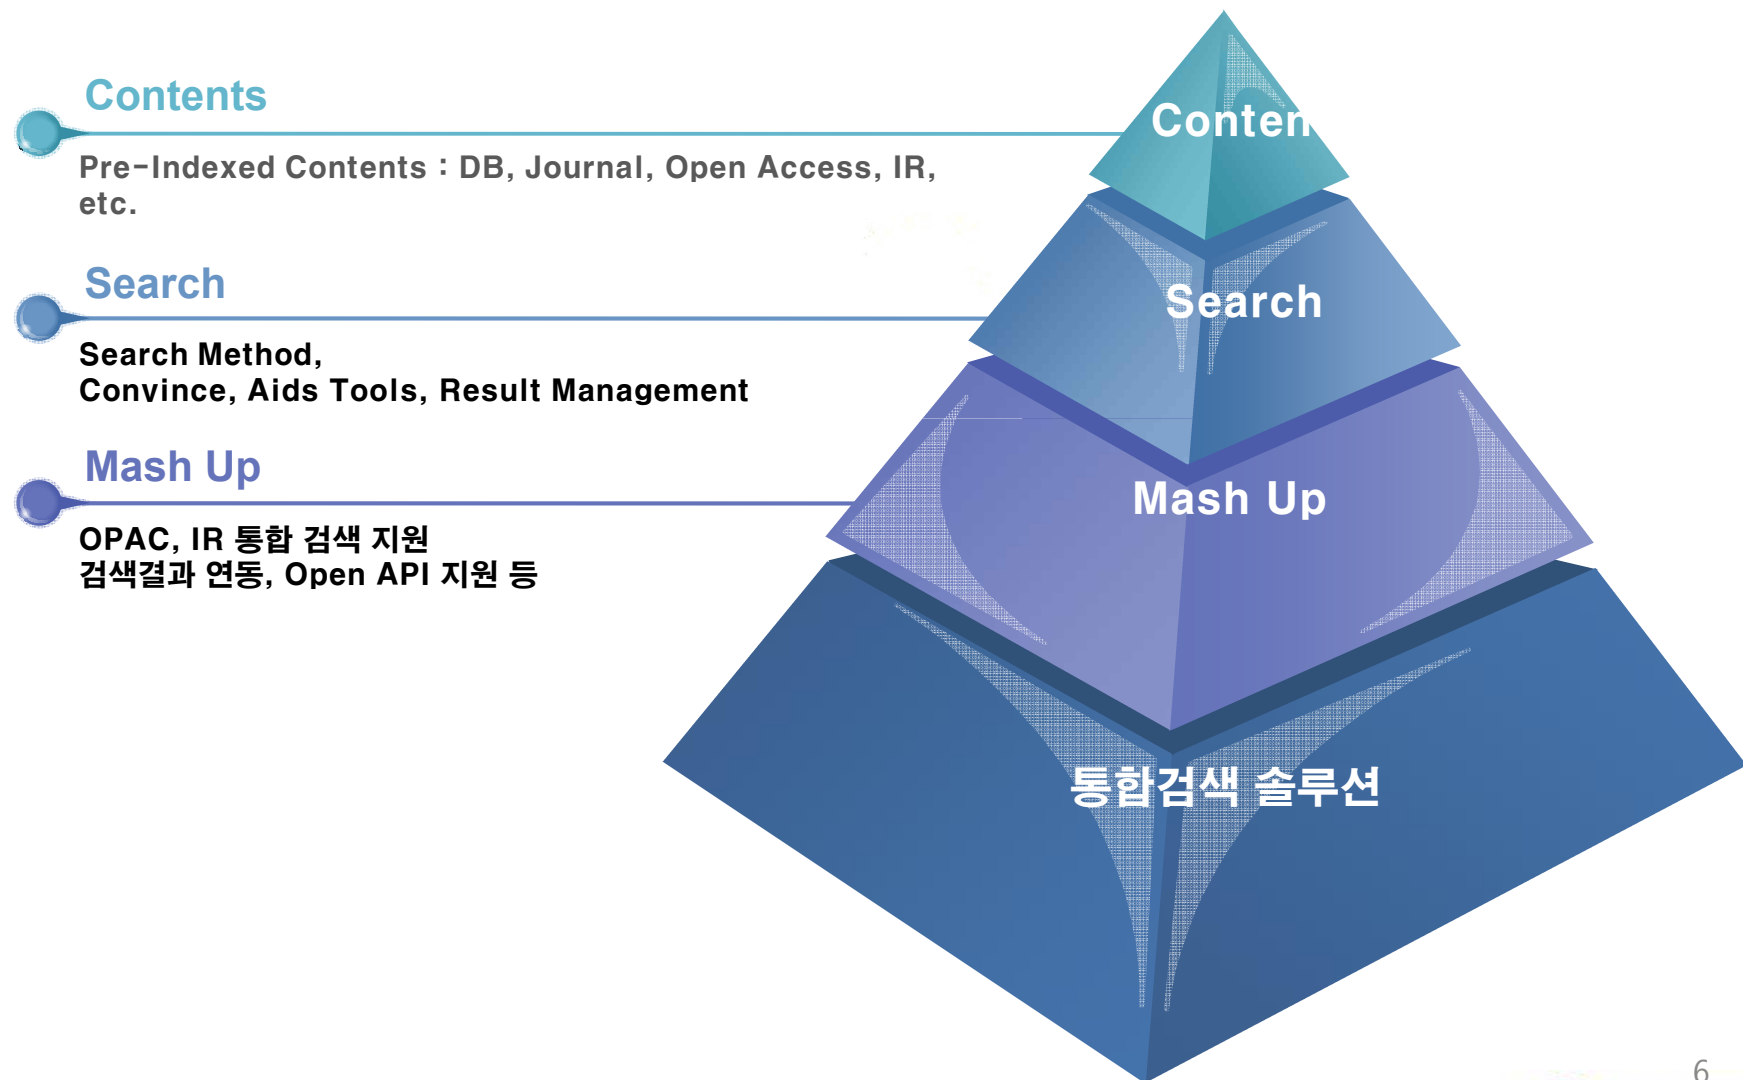 Contents
Pre-Indexed Contents : DB, Journal, Open Access, IR,
etc.
Search
Search Method,
Convince, Aids Tools, Result Management
Mash Up
OPAC, IR 통합 검색 지원
검색결과 연동, Open API 지원 등
Conten
Search
Mash Up
통합검색 솔루션
6